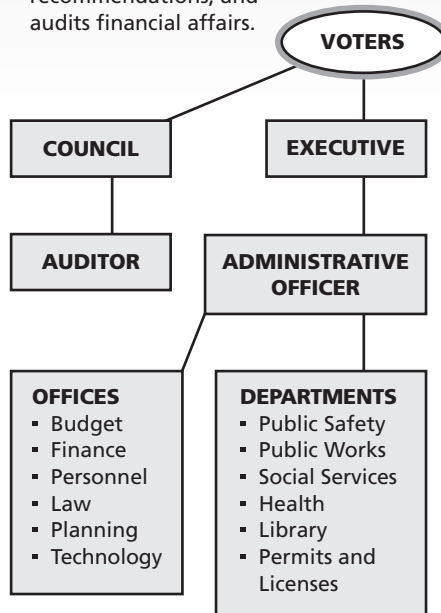 recommendations, and
audits financial affairs.
VOTERS
COUNCIL
EXECUTIVE
AUDITOR
ADMINISTRATIVE
OFFICER
OFFICES
▪ Budget
▪ Finance
▪ Personnel
▪ Law
▪ Planning
▪ Technology
DEPARTMENTS
▪ Public Safety
▪ Public Works
▪ Social Services
▪ Health
▪ Library
▪ Permits and
Licenses